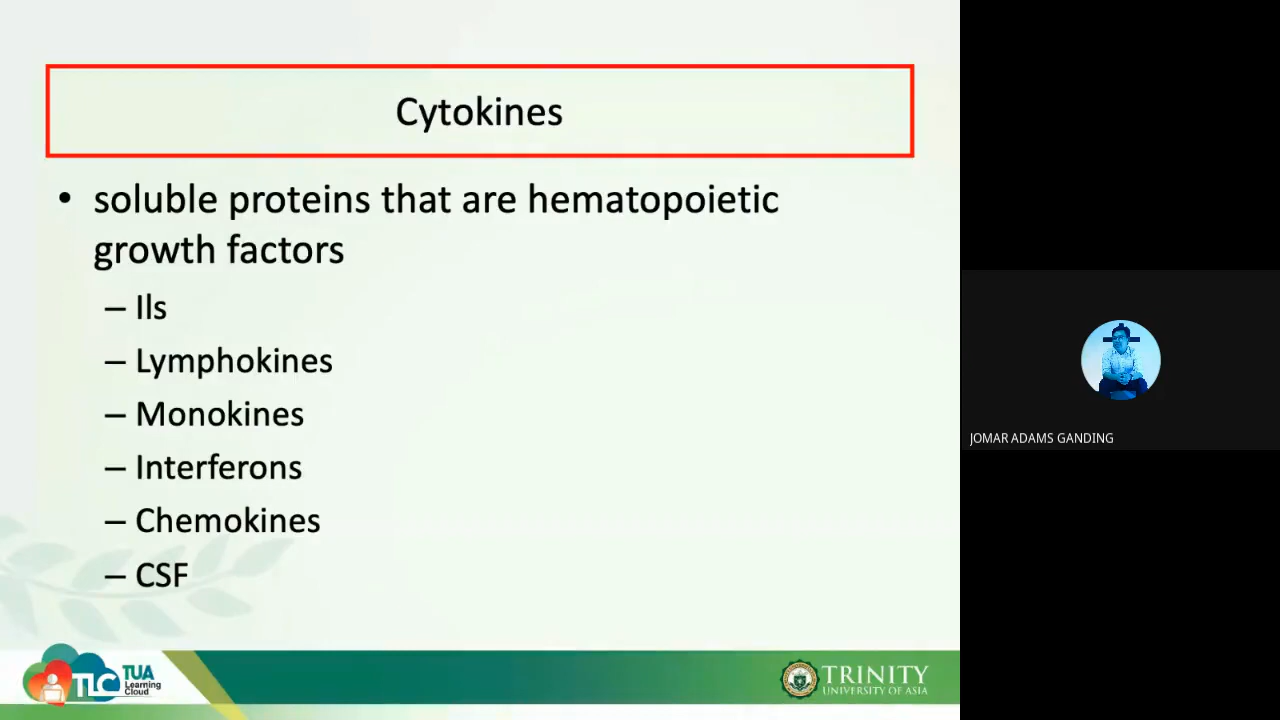 Cytokines
• soluble proteins that are hematopoietic
growth factors
– Ils
– Lymphokines
– Monokines
– Interferons
– Chemokines
– CSF
JOMAR ADAMS GANDING
TLC TUA
Learning
Cloud
TRINITY
UNIVERSITY OF ASIA